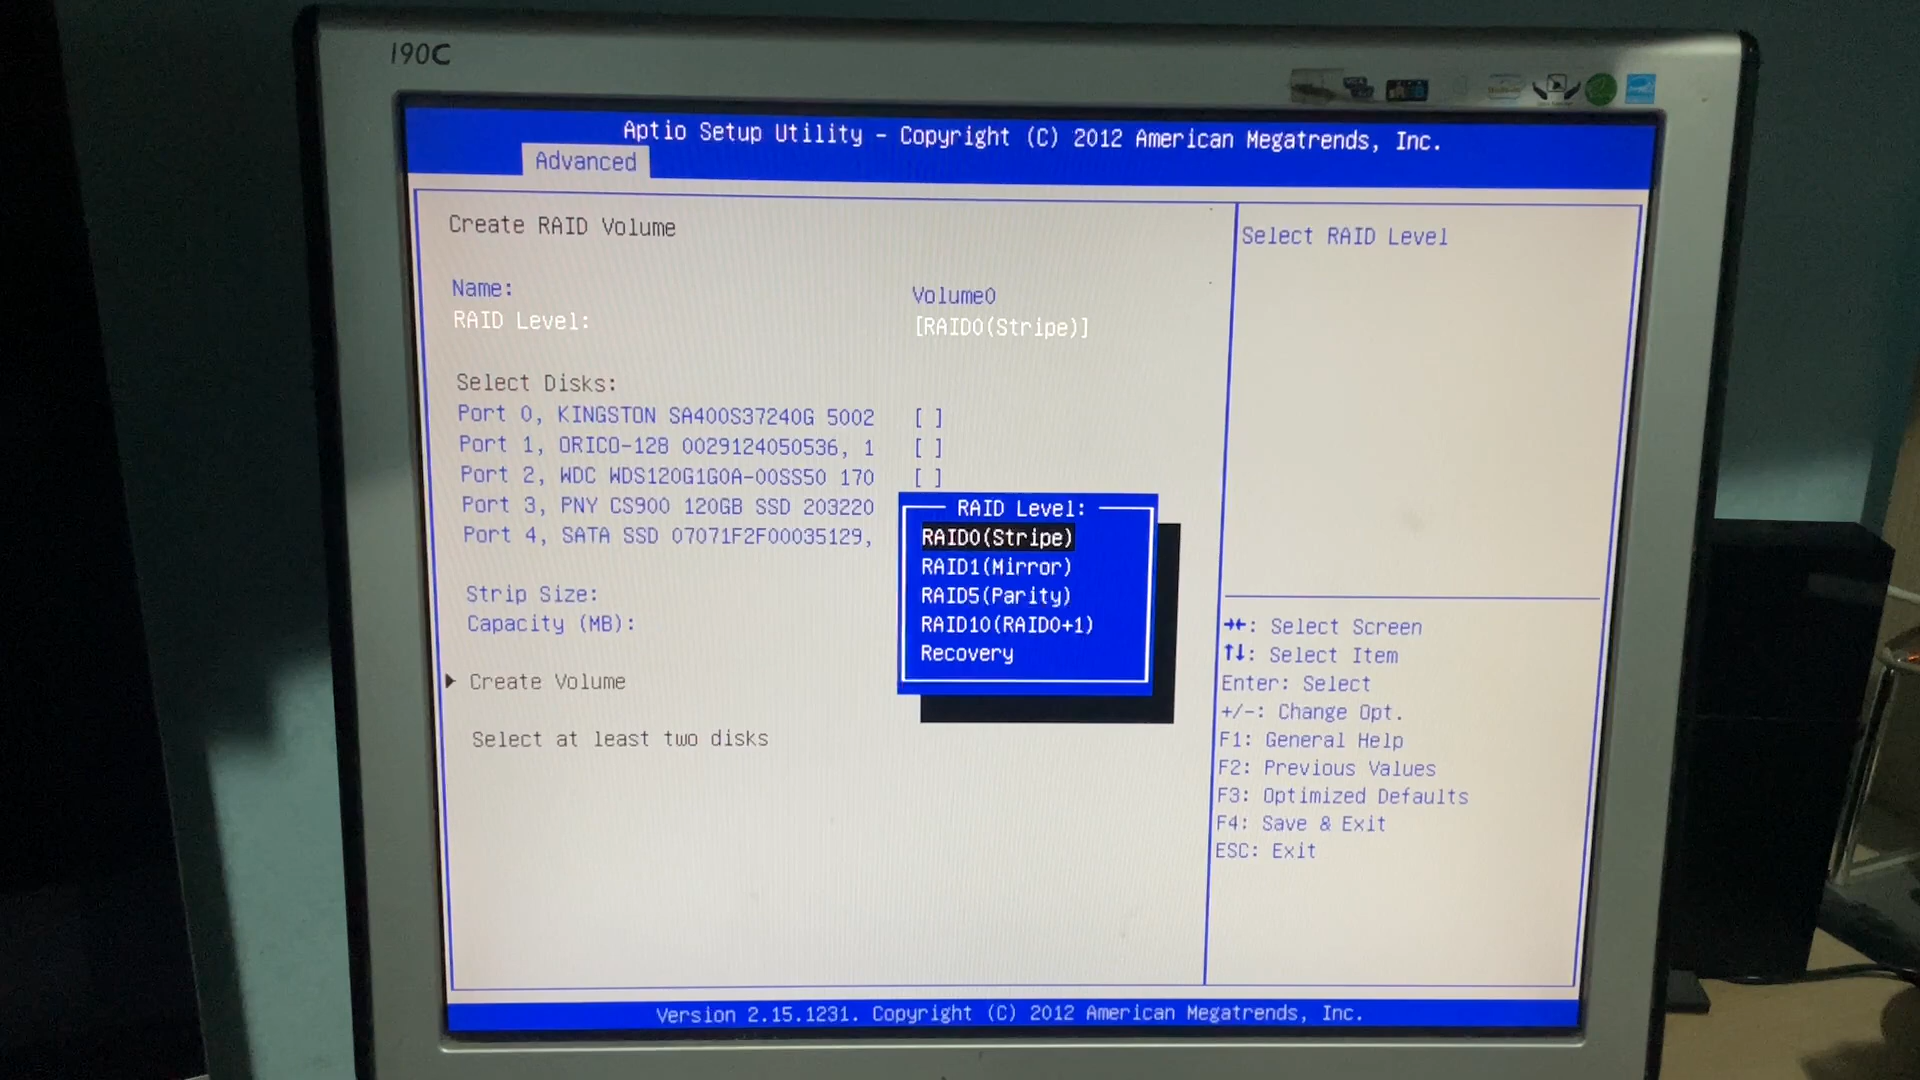 190C
Aptio Setup Utility - Copyright (C) 2012 American Megatrends, Inc.
Advanced
Create RAID Volume
Name: Volume0
RAID Level: [RAID0(Stripe)]
Select Disks:
Port 0, KINGSTON SA400S37240G 5002 [ ]
Port 1, ORICO-128 0029124050536, 1 [ ]
Port 2, WDC WDS120G1G0A-00SS50 170 [ ]
Port 3, PNY CS900 120GB SSD 203220
Port 4, SATA SSD 07071F2F00035129,
Strip Size:
Capacity (MB):
Create Volume
Select at least two disks
RAID Level:
RAID0(Stripe)
RAID1(Mirror)
RAID5(Parity)
RAID10(RAID0+1)
Recovery
Select RAID Level
→←: Select Screen
↑↓: Select Item
Enter: Select
+/-: Change Opt.
F1: General Help
F2: Previous Values
F3: Optimized Defaults
F4: Save & Exit
ESC: Exit
Version 2.15.1231. Copyright (C) 2012 American Megatrends, Inc.